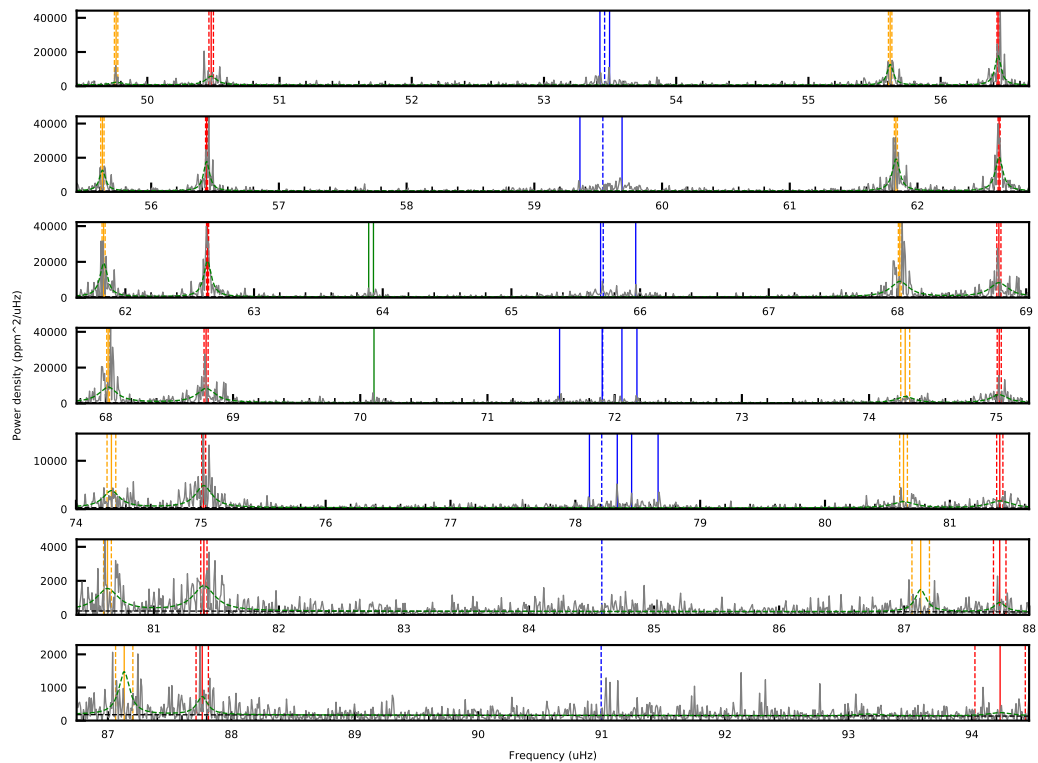 40000
20000
0
50 51 52 53 54 55 56
40000
20000
0
56 57 58 59 60 61 62
40000
20000
0
62 63 64 65 66 67 68 69
40000
20000
0
68 69 70 71 72 73 74 75
10000
0
74 75 76 77 78 79 80 81
4000
2000
0
81 82 83 84 85 86 87 88
2000
1000
0
87 88 89 90 91 92 93 94
Power density (ppm^2/uHz)
Frequency (uHz)